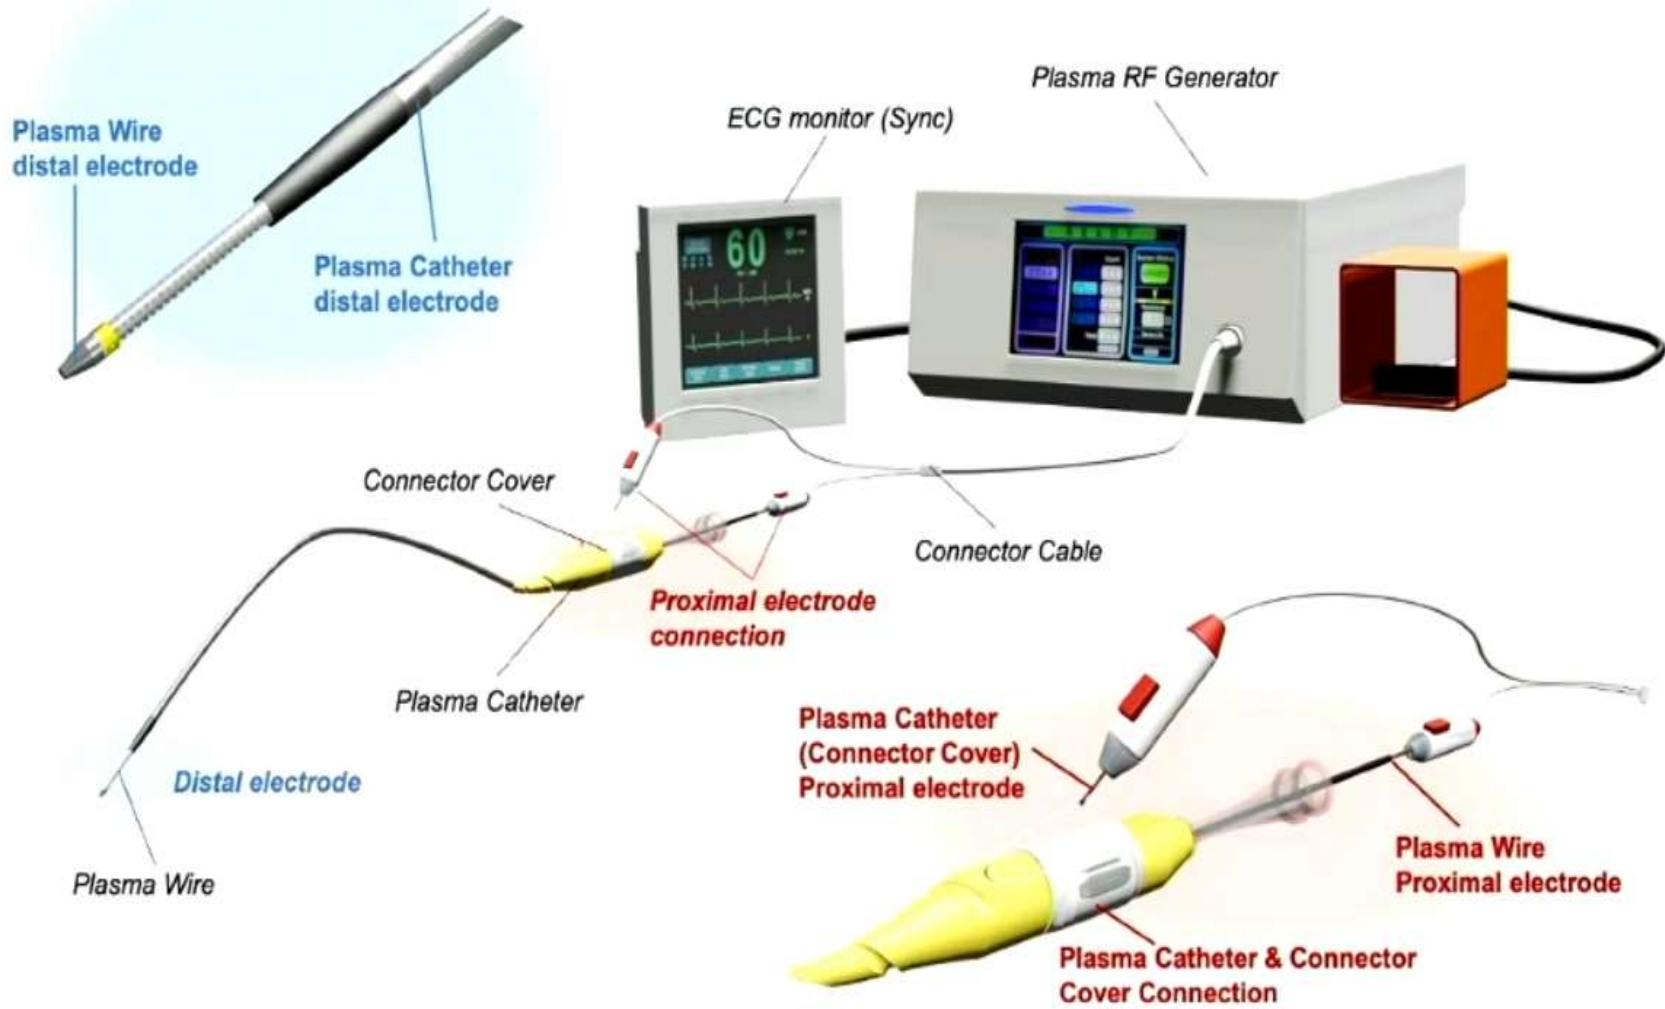 Plasma RF Generator
ECG monitor (Sync)
Plasma Wire
distal electrode
Plasma Catheter
distal electrode
60
Connector Cover
Connector Cable
Proximal electrode
connection
Plasma Catheter
Distal electrode
Plasma Wire
Plasma Catheter
(Connector Cover)
Proximal electrode
Plasma Wire
Proximal electrode
Plasma Catheter & Connector
Cover Connection